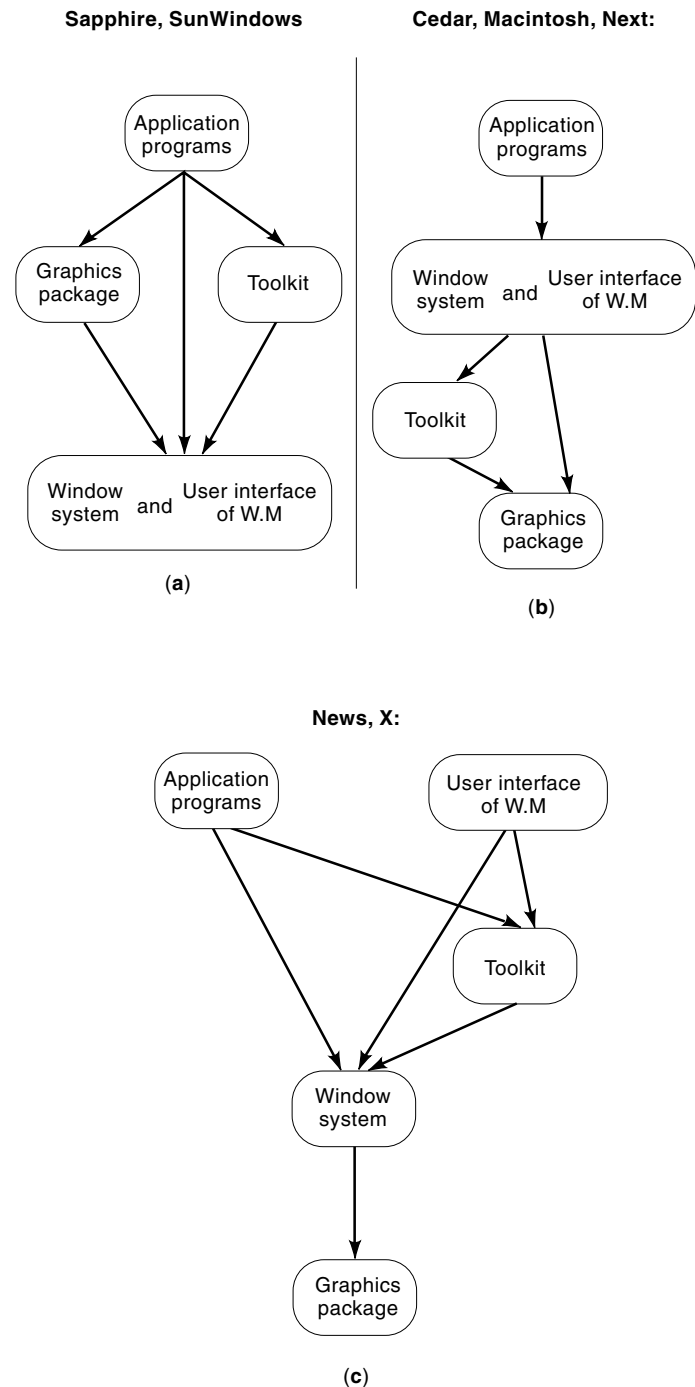 Sapphire, SunWindows
Application
programs
Graphics
package
Toolkit
Window
system
and
User interface
of W.M
(a)
Cedar, Macintosh, Next:
Application
programs
Window
system
and
User interface
of W.M
Toolkit
Graphics
package
(b)
News, X:
Application
programs
User interface
of W.M
Toolkit
Window
system
Graphics
package
(c)